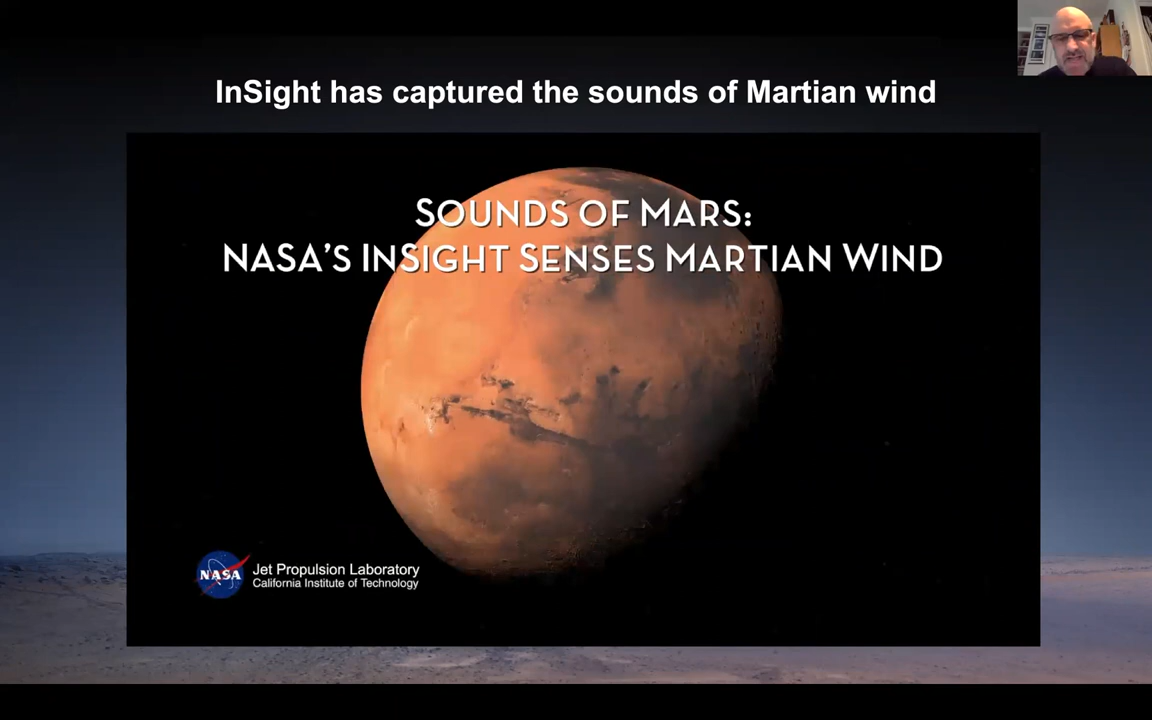 InSight has captured the sounds of Martian wind
SOUNDS OF MARS:
NASA'S INSIGHT SENSES MARTIAN WIND
NASA
Jet Propulsion Laboratory
California Institute of Technology